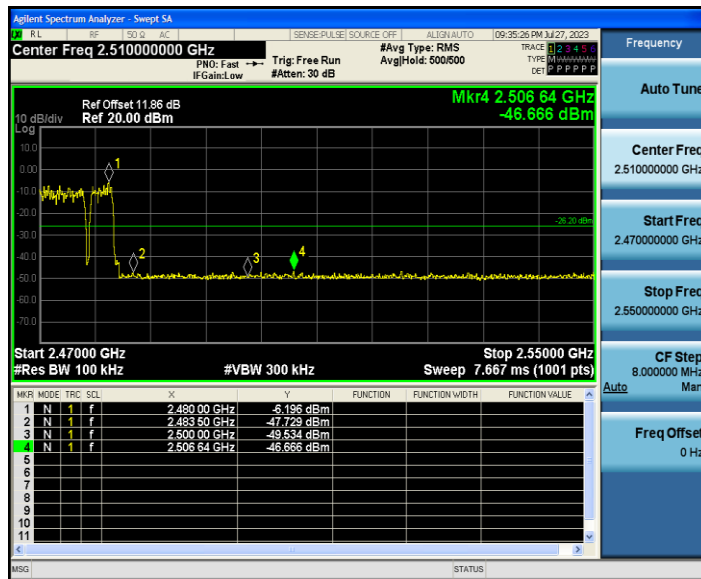 Agilent Spectrum Analyzer - Swept SA
RL RF 50 Ω AC SENSE:PULSE SOURCE OFF ALIGN AUTO 09:35:26 PM Jul 27, 2023
Center Freq 2.510000000 GHz
#Avg Type: RMS
TRACE 1 2 3 4 5 6
PNO: Fast
Trig: Free Run
Avg|Hold: 500/500
TYPE M
IFGain:Low
#Atten: 30 dB
DET P P P P P P
Ref Offset 11.86 dB
Mkr4 2.506 64 GHz
10 dB/div
Ref 20.00 dBm
-46.666 dBm
Log
10.0
0.00
-10.0
-20.0
-30.0
-40.0
-50.0
-60.0
-70.0
1
2
3
4
-26.20 dBm
Start 2.47000 GHz
Stop 2.55000 GHz
#Res BW 100 kHz
#VBW 300 kHz
Sweep 7.667 ms (1001 pts)
MKR MODE TRC SCL X Y FUNCTION FUNCTION WIDTH FUNCTION VALUE
1 N 1 f 2.480 00 GHz -6.196 dBm
2 N 1 f 2.483 50 GHz -47.729 dBm
3 N 1 f 2.500 00 GHz -49.534 dBm
4 N 1 f 2.506 64 GHz -46.666 dBm
5
6
7
8
9
10
11
MSG
STATUS
Frequency
Auto Tune
Center Freq
2.510000000 GHz
Start Freq
2.470000000 GHz
Stop Freq
2.550000000 GHz
CF Step
8.000000 MHz
Auto Man
Freq Offset
0 Hz